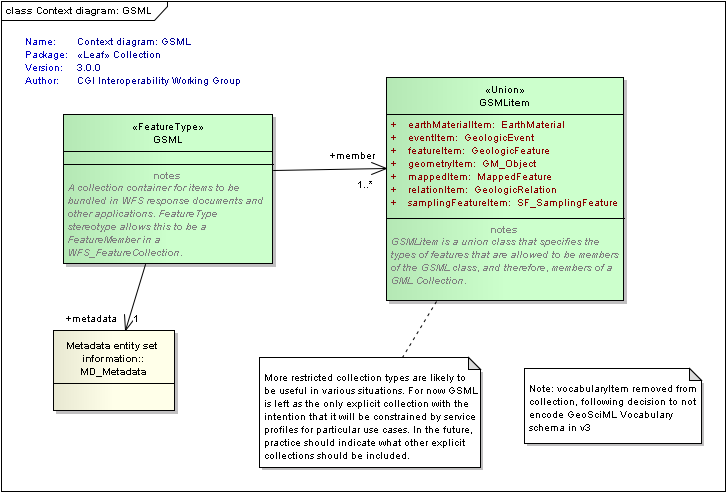 class Context diagram: GSML
Name: Context diagram: GSML
Package: «Leaf» Collection
Version: 3.0.0
Author: CGI Interoperability Working Group
«FeatureType»
GSML
notes
A collection container for items to be
bundled in WFS response documents and
other applications. FeatureType
stereotype allows this to be a
FeatureMember in a
WFS_FeatureCollection.
+member
1..*
«Union»
GSMLitem
+ earthMaterialItem: EarthMaterial
+ eventItem: GeologicEvent
+ featureItem: GeologicFeature
+ geometryItem: GM_Object
+ mappedItem: MappedFeature
+ relationItem: GeologicRelation
+ samplingFeatureItem: SF_SamplingFeature
notes
GSMLitem is a union class that specifies the
types of features that are allowed to be members
of the GSML class, and therefore, members of a
GML Collection.
+metadata 1
Metadata entity set
information::
MD_Metadata
More restricted collection types are likely to
be useful in various situations. For now GSML
is left as the only explicit collection with the
intention that it will be constrained by service
profiles for particular use cases. In the future,
practice should indicate what other explicit
collections should be included.
Note: vocabularyItem removed from
collection, following decision to not
encode GeoSciML Vocabulary
schema in v3